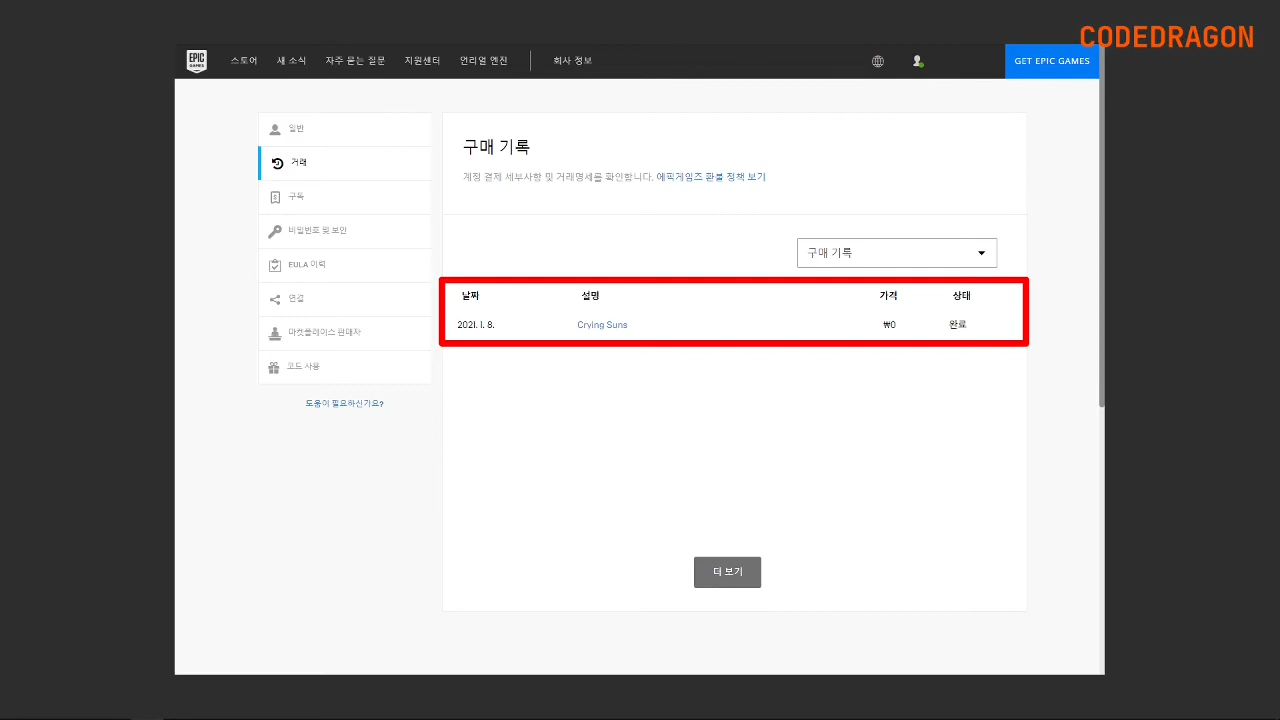 CODEDRAGON
EPIC GAMES
스토어 새 소식 자주 묻는 질문 지원센터 언리얼 엔진 회사 정보 GET EPIC GAMES
일반
거래
구독
비밀번호 및 보안
EULA 이력
연결
마켓플레이스 판매자
코드 사용
도움이 필요하신가요?
구매 기록
계정 결제 세부사항 및 거래명세를 확인합니다. 에픽게임즈 환불 정책 보기
구매 기록
날짜 설명 가격 상태
2021. 1. 8. Crying Suns ₩0 완료
더 보기